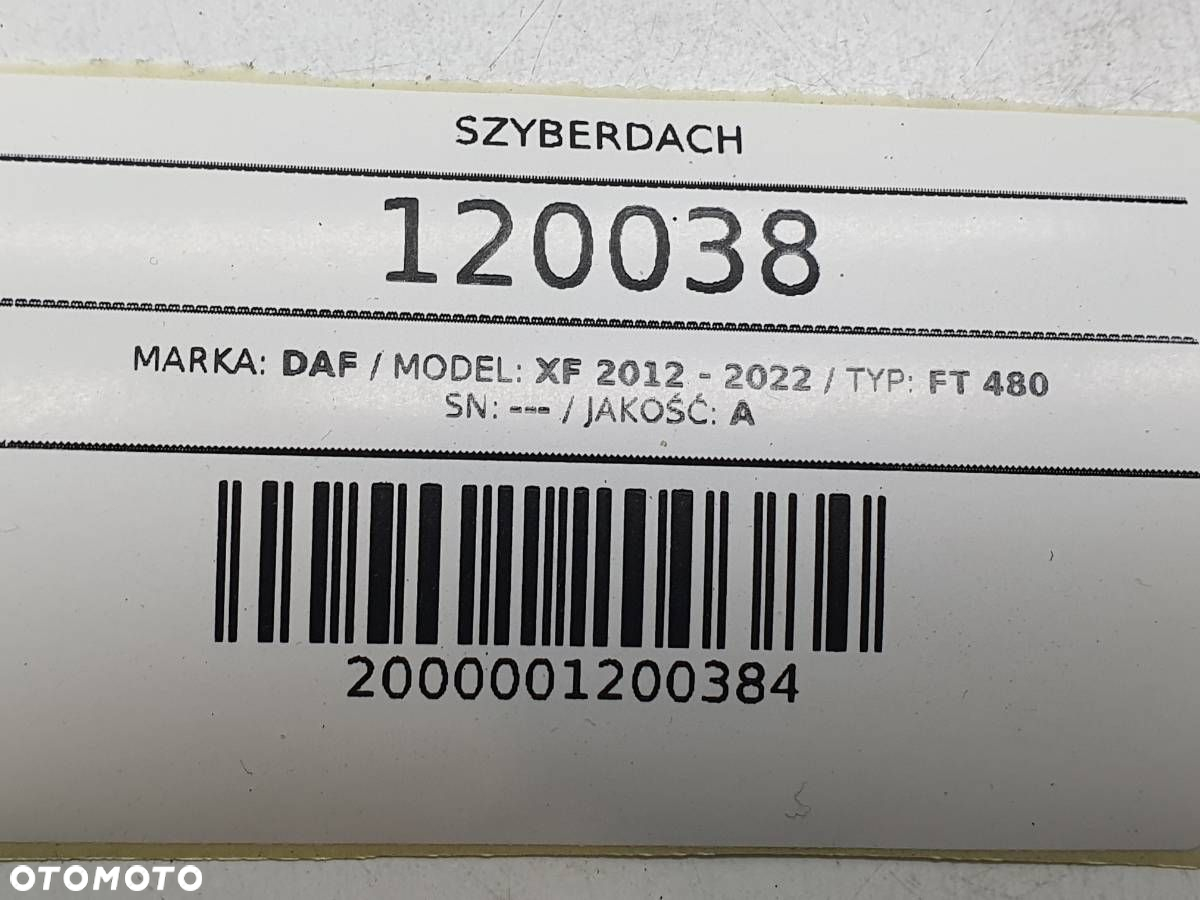 SZYBERDACH
120038
MARKA: DAF / MODEL: XF 2012 - 2022 / TYP: FT 480
SN: --- / JAKOŚĆ: A
2000001200384
OTOMOTO